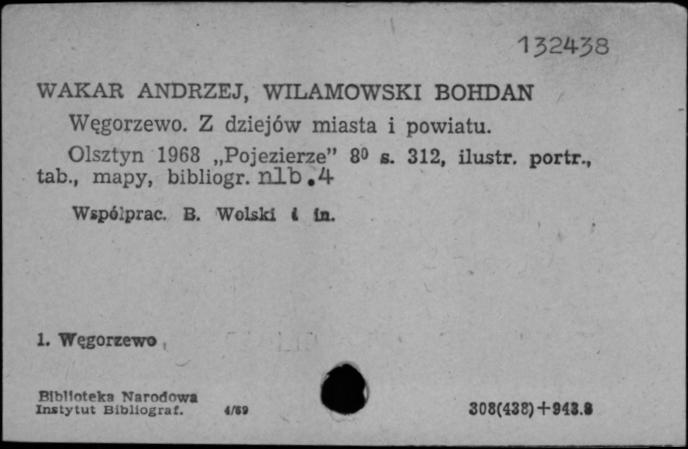 132438
WAKAR ANDRZEJ, WILAMOWSKI BOHDAN
Węgorzewo. Z dziejów miasta i powiatu.
Olsztyn 1968 „Pojezierze” 8⁰ s. 312, ilustr. portr.,
tab., mapy, bibliogr. nlb.4
Współprac. B. Wolski i in.
1. Węgorzewo
Biblioteka Narodowa
Instytut Bibliograf. 4/69 308(438)+943.8